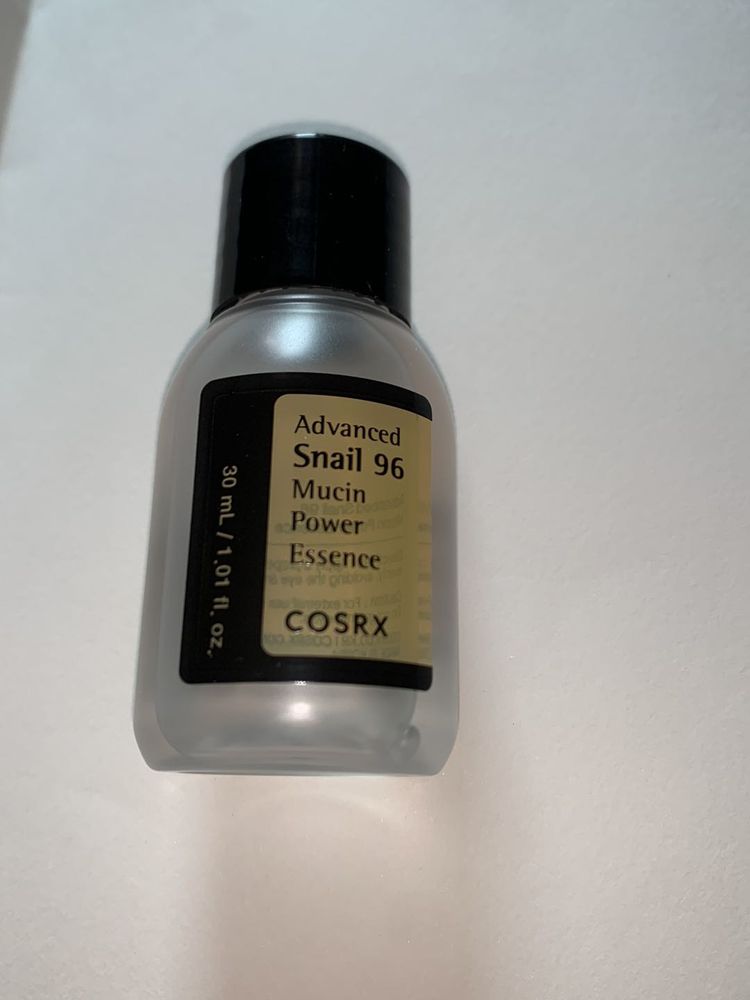 Advanced
Snail 96
Mucin
Power
Essence
COSRX
30 mL / 1.01 fl. oz.